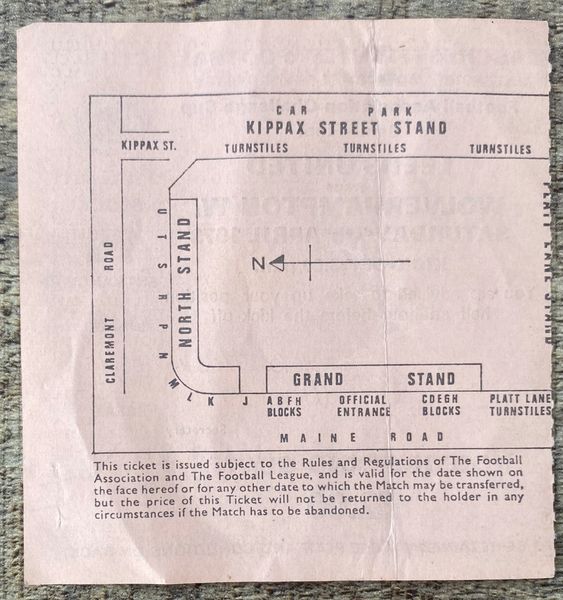 CAR PARK
KIPPAX STREET STAND
KIPPAX ST.
TURNSTILES TURNSTILES TURNSTILES
PLATT LANE STAND
CLAREMONT ROAD
U T S R P N M L K J
NORTH STAND
N
GRAND STAND
A B F H BLOCKS
OFFICIAL ENTRANCE
C D E G H BLOCKS
PLATT LANE TURNSTILES
MAINE ROAD
This ticket is issued subject to the Rules and Regulations of The Football
Association and The Football League, and is valid for the date shown on
the face hereof or for any other date to which the Match may be transferred,
but the price of this Ticket will not be returned to the holder in any
circumstances if the Match has to be abandoned.